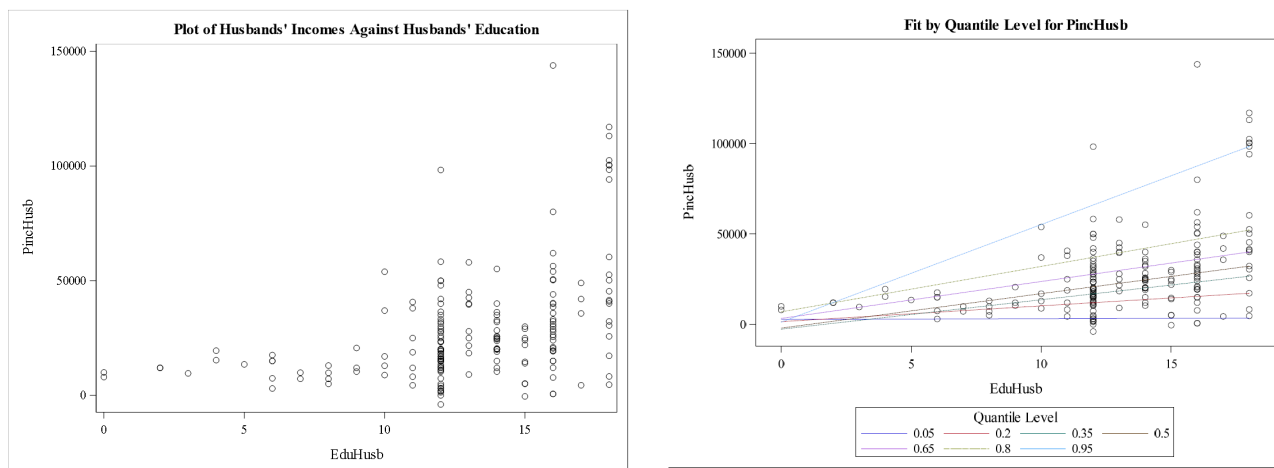 Plot of Husbands' Incomes Against Husbands' Education
150000
100000
50000
0
PincHusb
0 5 10 15
EduHusb
Fit by Quantile Level for PincHusb
150000
100000
50000
0
PincHusb
0 5 10 15
EduHusb
Quantile Level
0.05 0.2 0.35 0.5
0.65 0.8 0.95